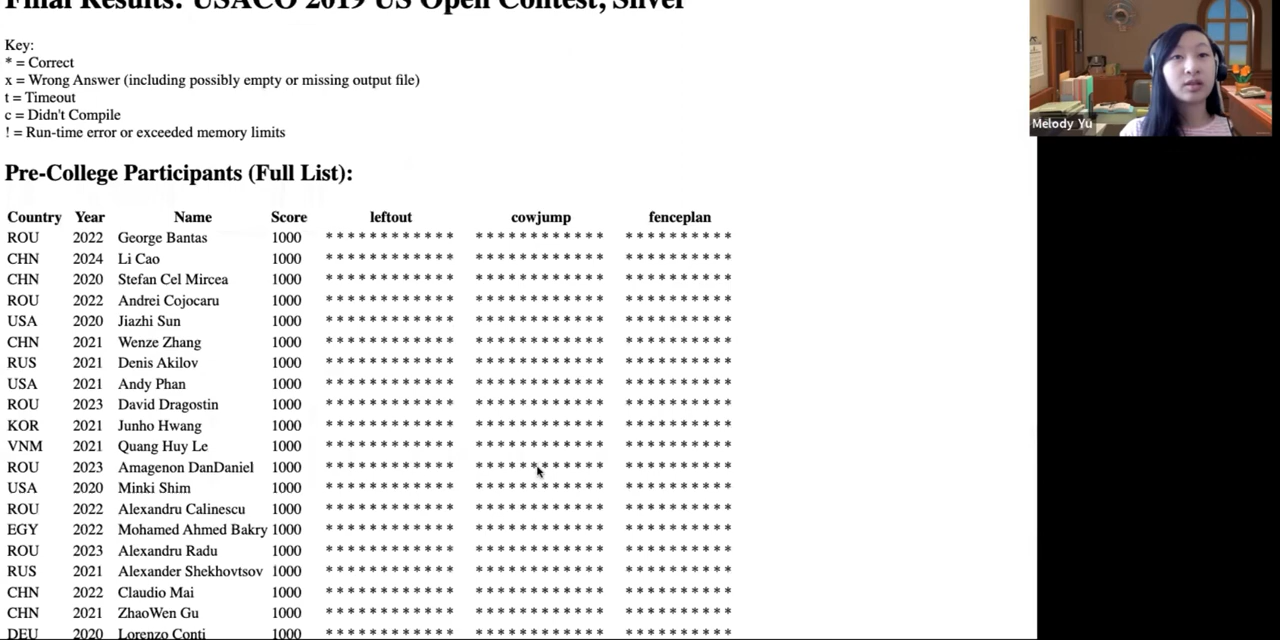 Final Results: USACO 2019 US Open Contest, Silver
Key:
* = Correct
x = Wrong Answer (including possibly empty or missing output file)
t = Timeout
c = Didn't Compile
! = Run-time error or exceeded memory limits
Pre-College Participants (Full List):
Country Year Name Score leftout cowjump fenceplan
ROU 2022 George Bantas 1000 * * * * * * * * * * * * * * * * * * * * * * * * * * * * * * * * * *
CHN 2024 Li Cao 1000 * * * * * * * * * * * * * * * * * * * * * * * * * * * * * * * * * *
CHN 2020 Stefan Cel Mircea 1000 * * * * * * * * * * * * * * * * * * * * * * * * * * * * * * * * * *
ROU 2022 Andrei Cojocaru 1000 * * * * * * * * * * * * * * * * * * * * * * * * * * * * * * * * * *
USA 2020 Jiazhi Sun 1000 * * * * * * * * * * * * * * * * * * * * * * * * * * * * * * * * * *
CHN 2021 Wenze Zhang 1000 * * * * * * * * * * * * * * * * * * * * * * * * * * * * * * * * * *
RUS 2021 Denis Akilov 1000 * * * * * * * * * * * * * * * * * * * * * * * * * * * * * * * * * *
USA 2021 Andy Phan 1000 * * * * * * * * * * * * * * * * * * * * * * * * * * * * * * * * * *
ROU 2023 David Dragostin 1000 * * * * * * * * * * * * * * * * * * * * * * * * * * * * * * * * * *
KOR 2021 Junho Hwang 1000 * * * * * * * * * * * * * * * * * * * * * * * * * * * * * * * * * *
VNM 2021 Quang Huy Le 1000 * * * * * * * * * * * * * * * * * * * * * * * * * * * * * * * * * *
ROU 2023 Amagenon DanDaniel 1000 * * * * * * * * * * * * * * * * * * * * * * * * * * * * * * * * * *
USA 2020 Minki Shim 1000 * * * * * * * * * * * * * * * * * * * * * * * * * * * * * * * * * *
ROU 2022 Alexandru Calinescu 1000 * * * * * * * * * * * * * * * * * * * * * * * * * * * * * * * * * *
EGY 2022 Mohamed Ahmed Bakry 1000 * * * * * * * * * * * * * * * * * * * * * * * * * * * * * * * * * *
ROU 2023 Alexandru Radu 1000 * * * * * * * * * * * * * * * * * * * * * * * * * * * * * * * * * *
RUS 2021 Alexander Shekhovtsov 1000 * * * * * * * * * * * * * * * * * * * * * * * * * * * * * * * * * *
CHN 2022 Claudio Mai 1000 * * * * * * * * * * * * * * * * * * * * * * * * * * * * * * * * * *
CHN 2021 ZhaoWen Gu 1000 * * * * * * * * * * * * * * * * * * * * * * * * * * * * * * * * * *
DEU 2020 Lorenzo Conti 1000 * * * * * * * * * * * * * * * * * * * * * * * * * * * * * * * * * *
Melody Yu